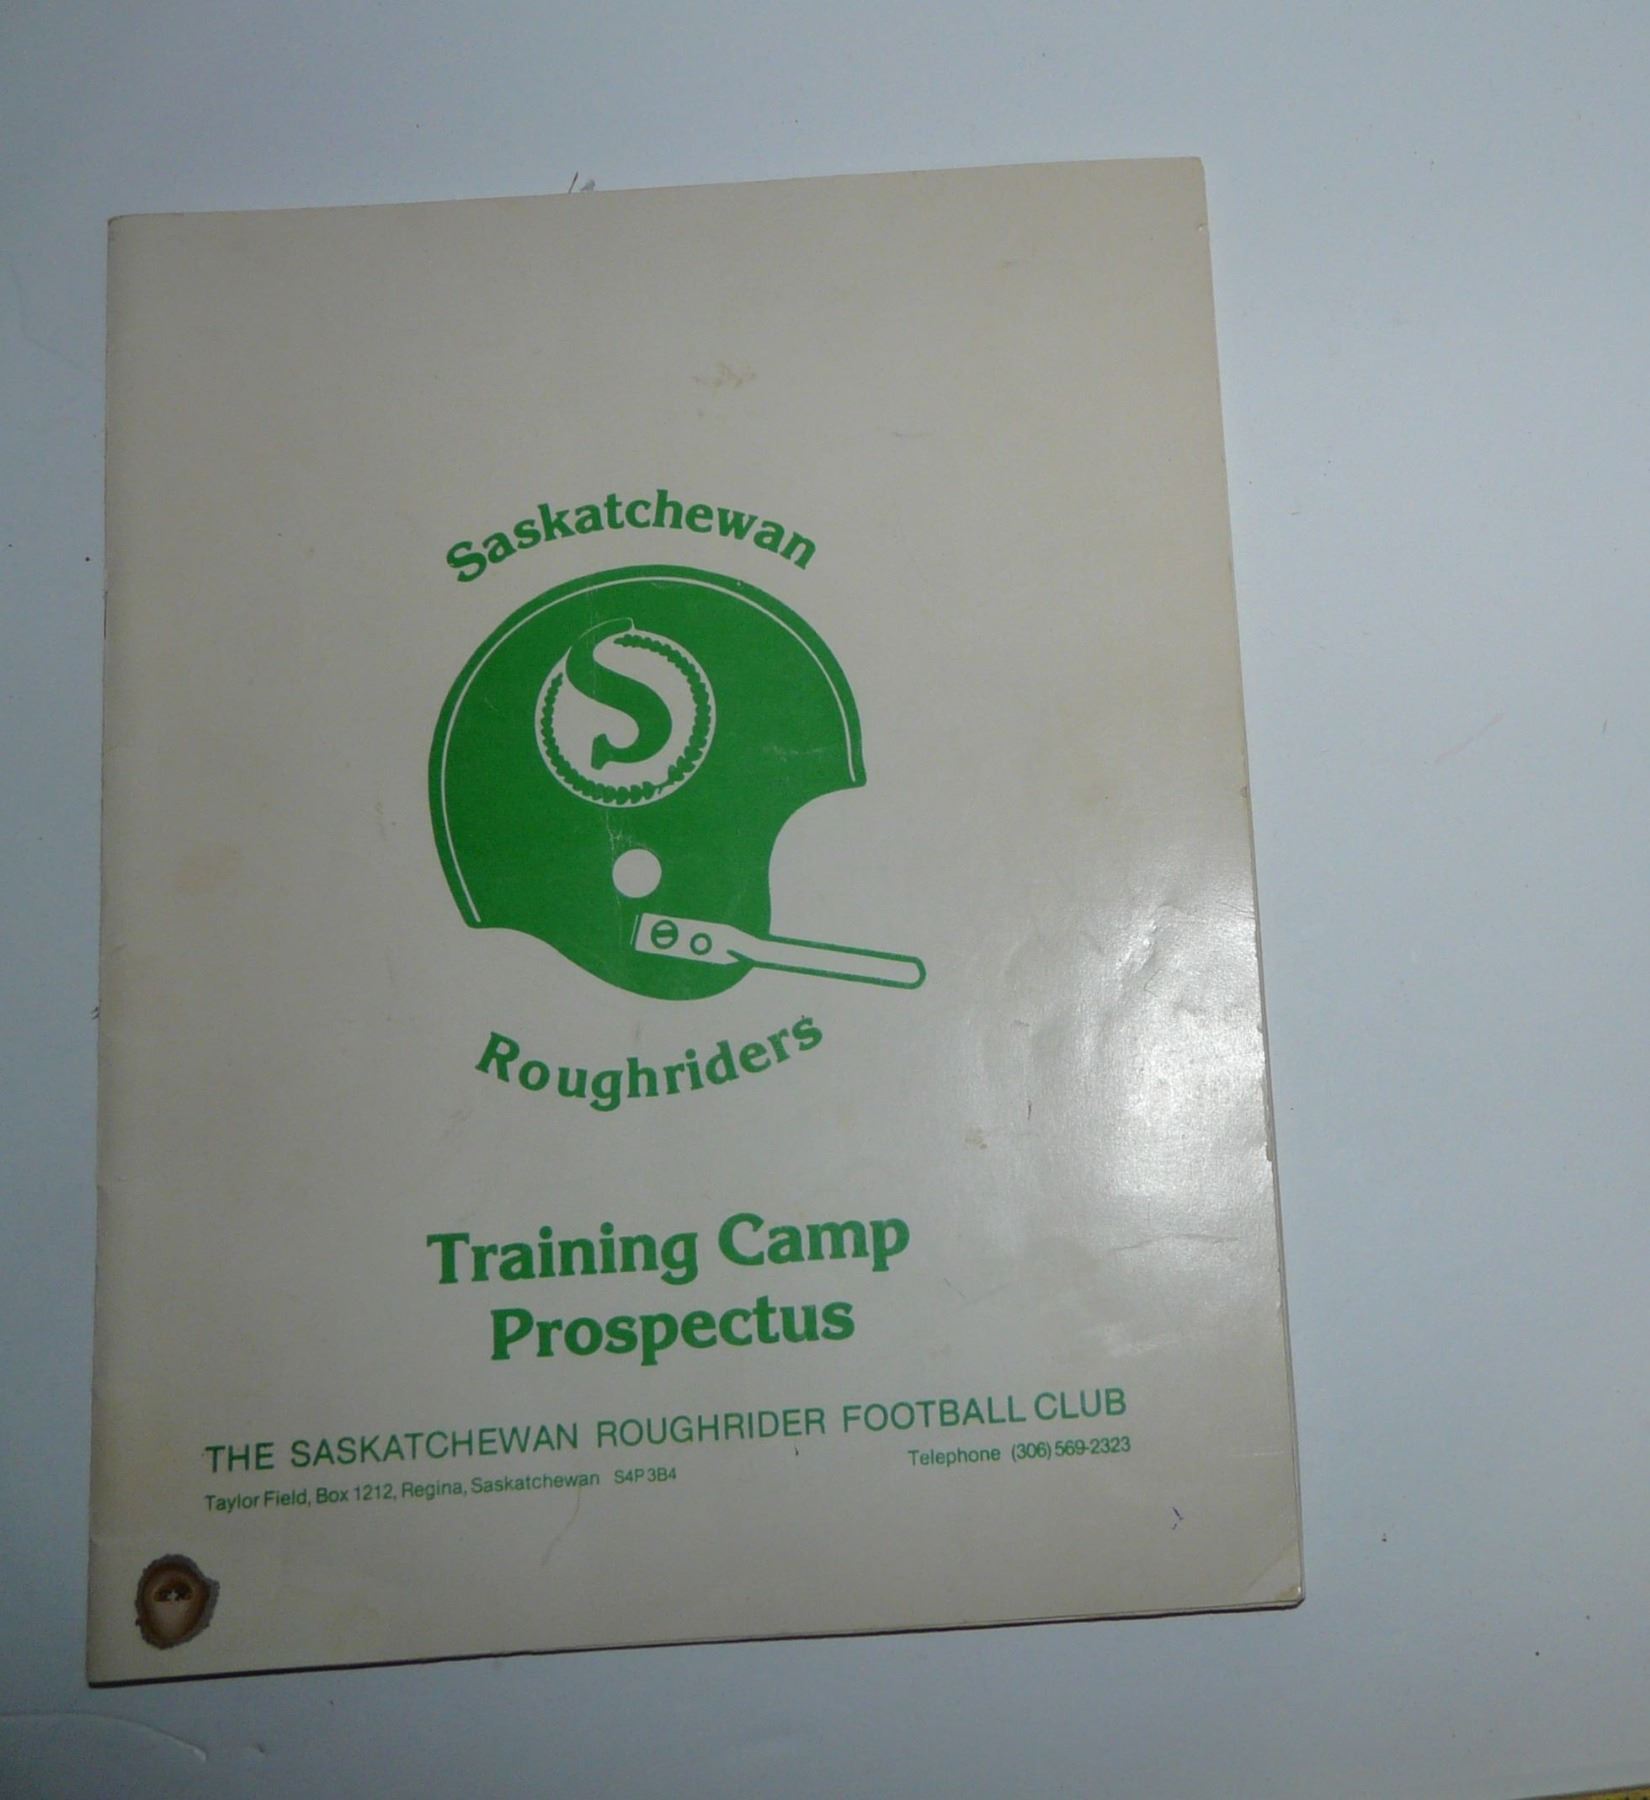 Saskatchewan
S
Roughriders
Training Camp
Prospectus
THE SASKATCHEWAN ROUGHRIDER FOOTBALL CLUB
Taylor Field, Box 1212, Regina, Saskatchewan S4P 3B4 Telephone (306) 569-2323